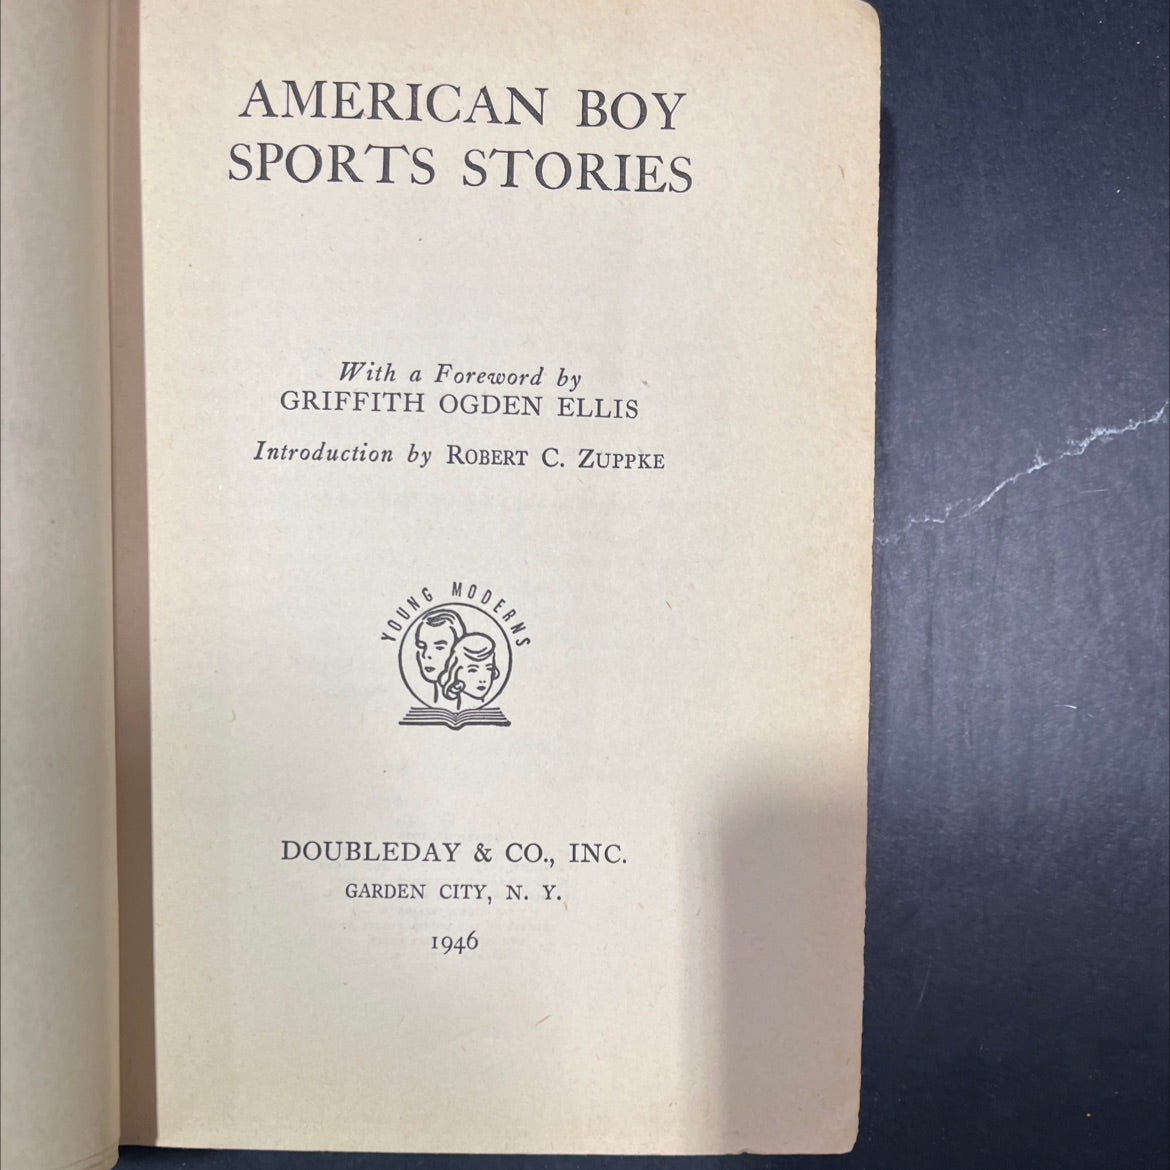 AMERICAN BOY
SPORTS STORIES
With a Foreword by
GRIFFITH OGDEN ELLIS
Introduction by ROBERT C. ZUPPKE
YOUNG MODERNS
DOUBLEDAY & CO., INC.
GARDEN CITY, N. Y.
1946